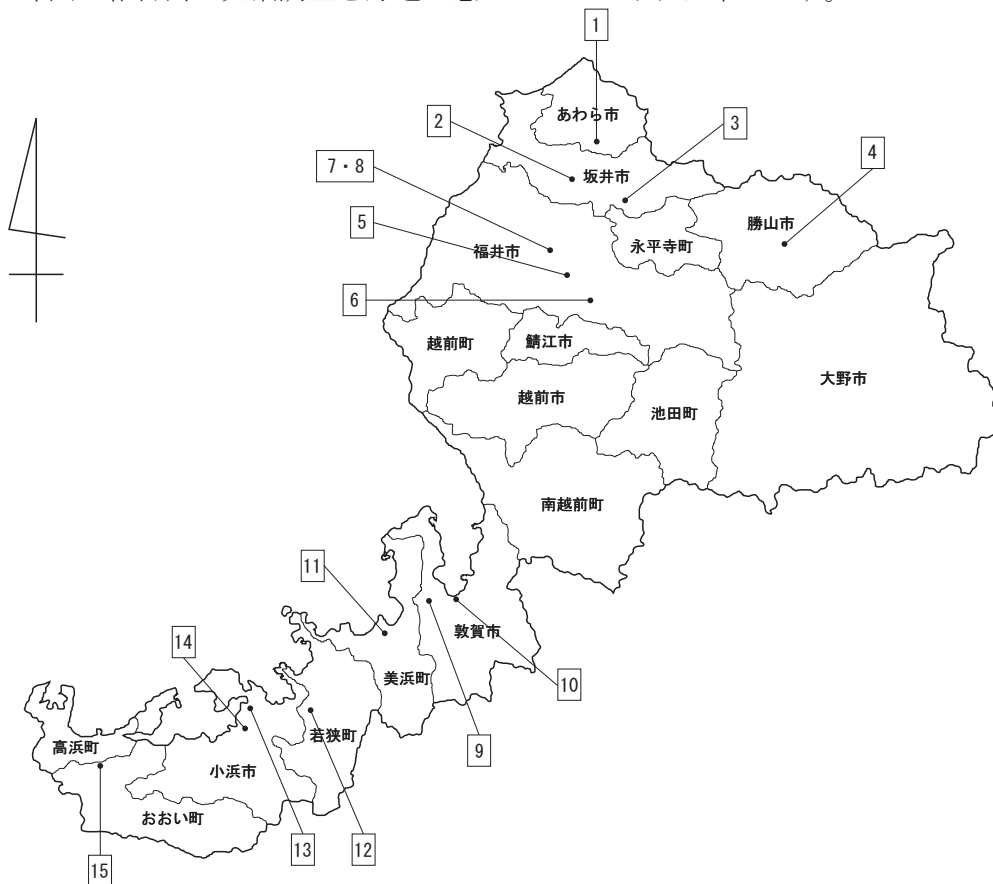 1
あわら市
2
3
7・8
坂井市
4
勝山市
5
福井市
永平寺町
6
越前町
鯖江市
大野市
越前市
池田町
南越前町
11
敦賀市
14
美浜町
10
若狭町
高浜町
9
小浜市
おおい町
13
12
15